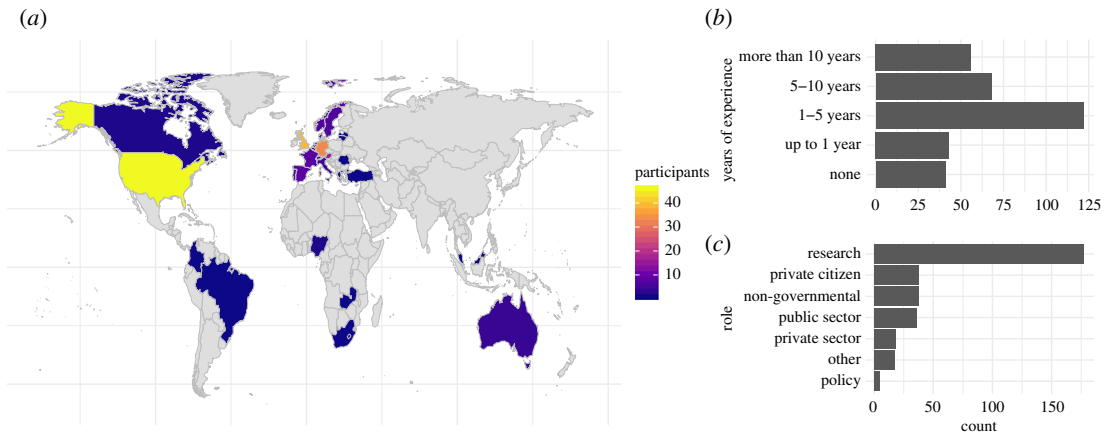 (a)
participants
40
30
20
10
(b)
years of experience
more than 10 years
5–10 years
1–5 years
up to 1 year
none
0 25 50 75 100 125
(c)
role
research
private citizen
non-governmental
public sector
private sector
other
policy
0 50 100 150
count